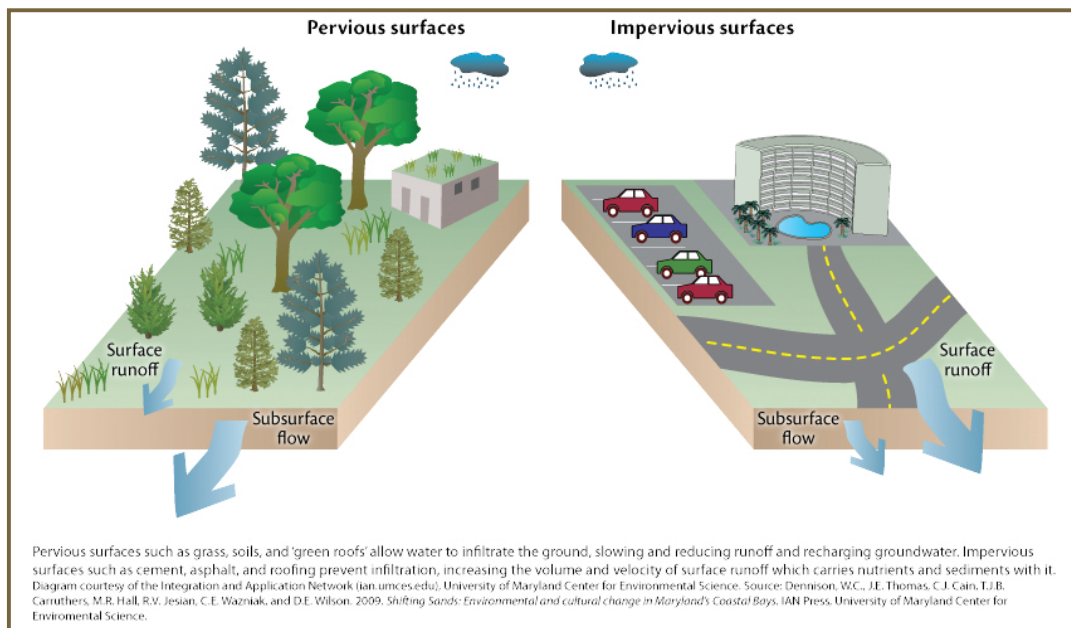 Pervious surfaces
Impervious surfaces
Surface
runoff
Subsurface
flow
Surface
runoff
Subsurface
flow
Pervious surfaces such as grass, soils, and 'green roofs' allow water to infiltrate the ground, slowing and reducing runoff and recharging groundwater. Impervious
surfaces such as cement, asphalt, and roofing prevent infiltration, increasing the volume and velocity of surface runoff which carries nutrients and sediments with it.
Diagram courtesy of the Integration and Application Network (ian.umces.edu), University of Maryland Center for Environmental Science. Source: Dennison, W.C., J.E. Thomas, C.J. Cain, T.J.B.
Carruthers, M.R. Hall, R.V. Jesian, C.E. Wazniak, and D.E. Wilson. 2009. Shifting Sands: Environmental and cultural change in Maryland's Coastal Bays. IAN Press, University of Maryland Center for
Enviromental Science.